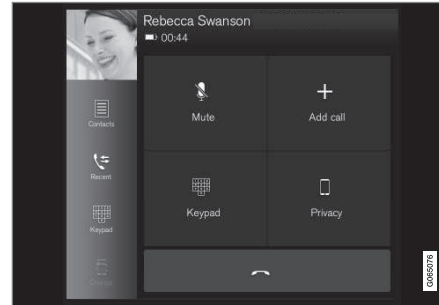 Rebecca Swanson
00:44
Contacts
Recent
Keypad
Mute
Add call
Keypad
Privacy
G065076